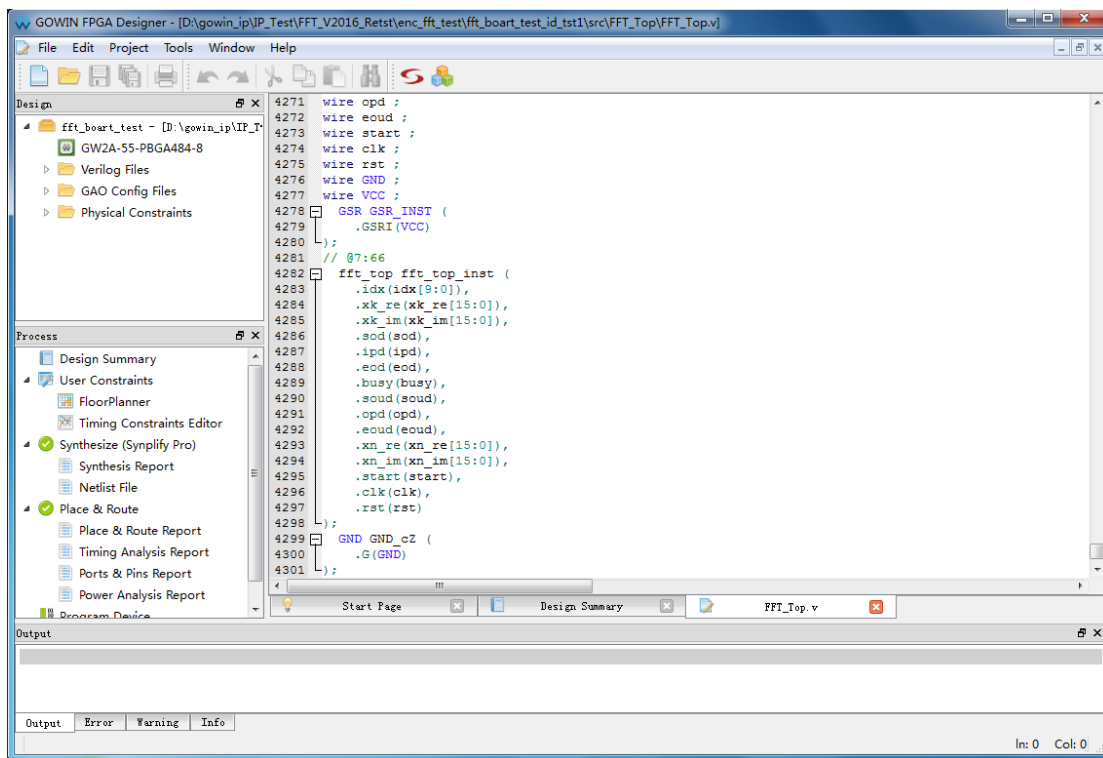 GOWIN FPGA Designer - [D:\gowin_ip\IP_Test\FFT_V2016_Retst\enc_fft_test\fft_boart_test_id_tst1\src\FFT_Top\FFT_Top.v]
File Edit Project Tools Window Help
Design
fft_boart_test - [D:\gowin_ip\IP_T
GW2A-55-PBGA484-8
Verilog Files
GAO Config Files
Physical Constraints
Process
Design Summary
User Constraints
FloorPlanner
Timing Constraints Editor
Synthesize (Synplify Pro)
Synthesis Report
Netlist File
Place & Route
Place & Route Report
Timing Analysis Report
Ports & Pins Report
Power Analysis Report
Program Device
4271 wire opd ;
4272 wire eoud ;
4273 wire start ;
4274 wire clk ;
4275 wire rst ;
4276 wire GND ;
4277 wire VCC ;
4278 GSR GSR_INST (
4279 .GSRI(VCC)
4280 );
4281 // @7:66
4282 fft_top fft_top_inst (
4283 .idx(idx[9:0]),
4284 .xk_re(xk_re[15:0]),
4285 .xk_im(xk_im[15:0]),
4286 .sod(sod),
4287 .ipd(ipd),
4288 .eod(eod),
4289 .busy(busy),
4290 .soud(soud),
4291 .opd(opd),
4292 .eoud(eoud),
4293 .xn_re(xn_re[15:0]),
4294 .xn_im(xn_im[15:0]),
4295 .start(start),
4296 .clk(clk),
4297 .rst(rst)
4298 );
4299 GND GND_cZ (
4300 .G(GND)
4301 );
Start Page Design Summary FFT_Top.v
Output
Output Error Warning Info
ln: 0 Col: 0